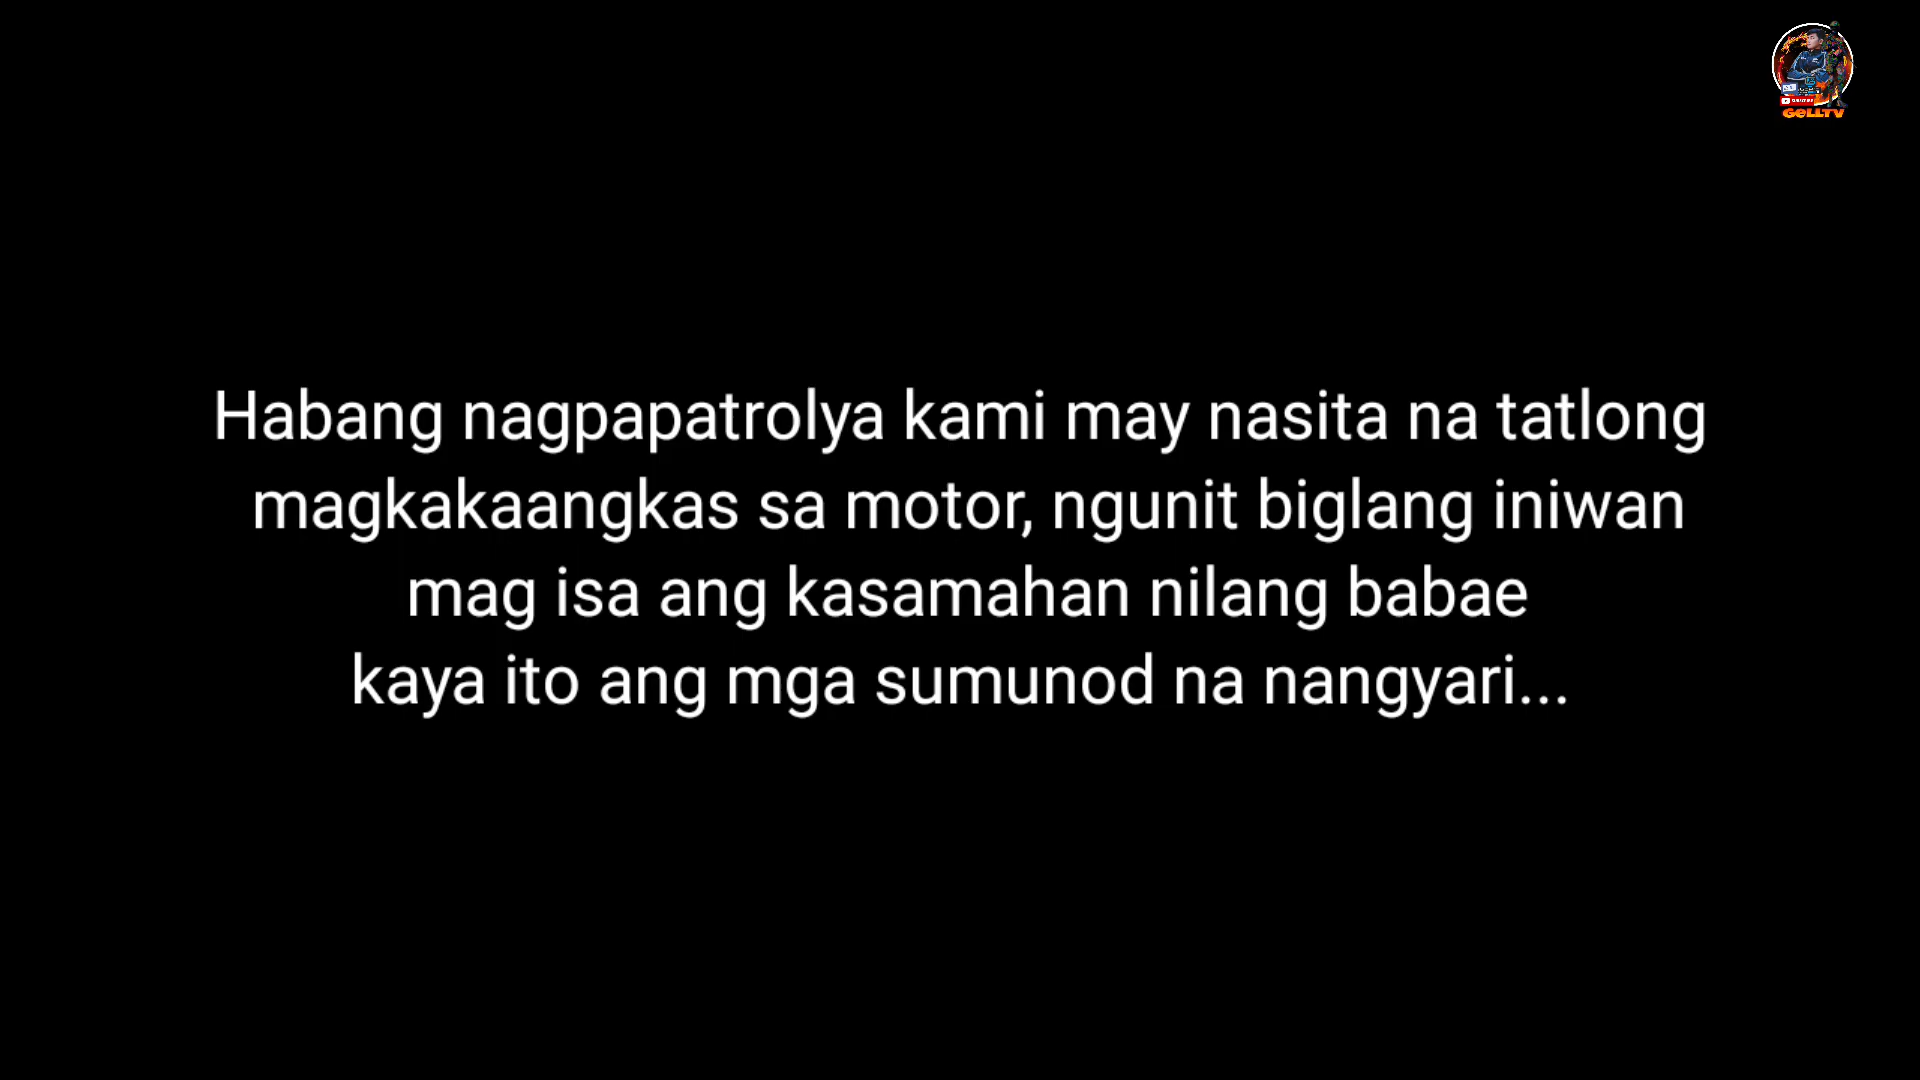 Habang nagpapatrolya kami may nasita na tatlong
magkakaangkas sa motor, ngunit biglang iniwan
mag isa ang kasamahan nilang babae
kaya ito ang mga sumunod na nangyari...
GeLLTV